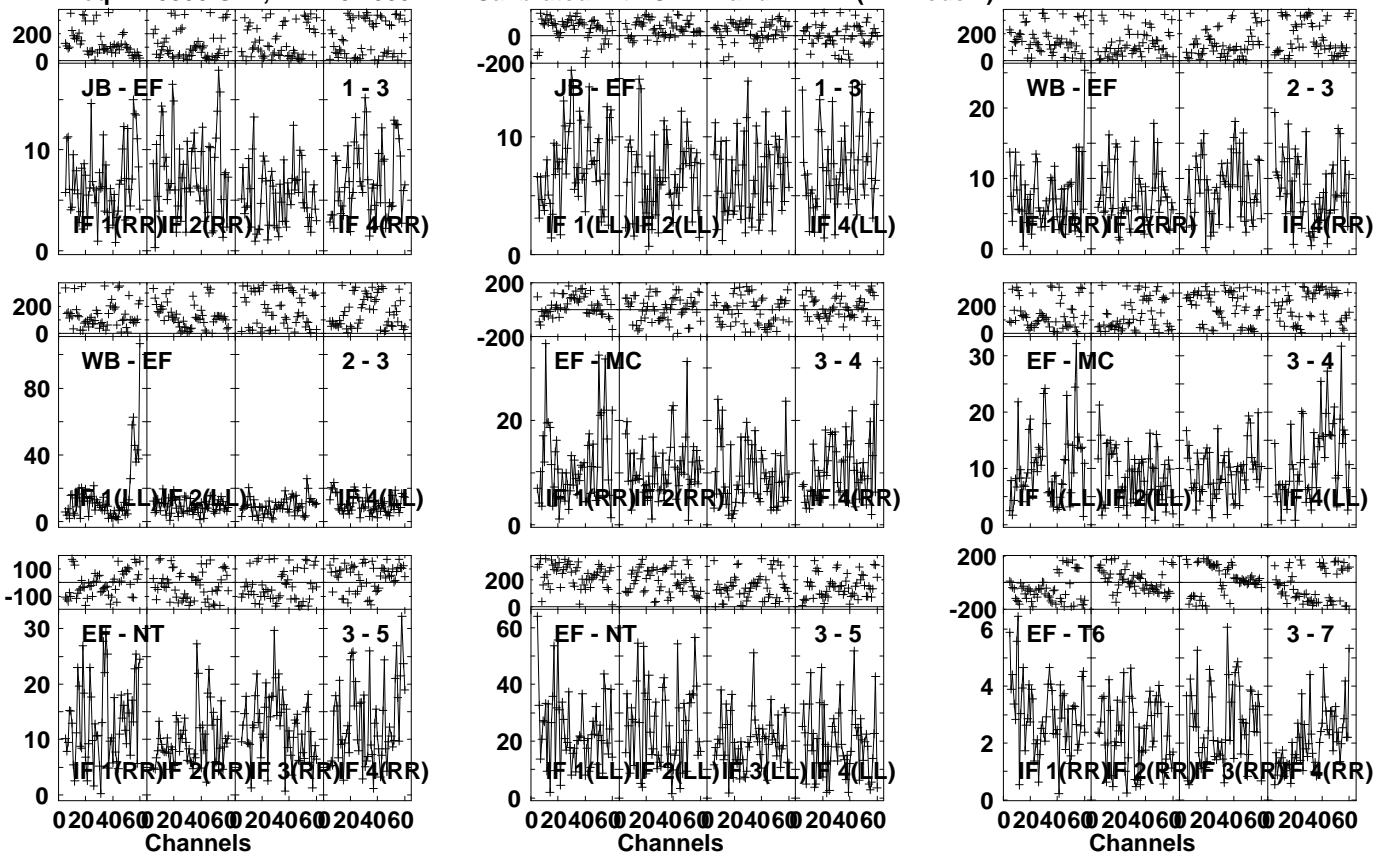 200
0
JB - EF
1 - 3
10
0
IF 1(RR)
IF 2(RR)
IF 4(RR)
0
-200
JB - EF
1 - 3
10
0
IF 1(LL)
IF 2(LL)
IF 4(LL)
200
0
WB - EF
2 - 3
20
10
0
IF 1(RR)
IF 2(RR)
IF 4(RR)
200
0
WB - EF
2 - 3
80
40
0
IF 1(LL)
IF 2(LL)
IF 4(LL)
200
-200
EF - MC
3 - 4
20
0
IF 1(RR)
IF 2(RR)
IF 4(RR)
200
0
EF - MC
3 - 4
30
20
10
0
IF 1(LL)
IF 2(LL)
IF 4(LL)
100
-100
EF - NT
3 - 5
30
20
10
0
IF 1(RR)
IF 2(RR)
IF 3(RR)
IF 4(RR)
0 20 40 60 0 20 40 60 0 20 40 60 0 20 40 60
Channels
200
0
EF - NT
3 - 5
60
40
20
0
IF 1(LL)
IF 2(LL)
IF 3(LL)
IF 4(LL)
0 20 40 60 0 20 40 60 0 20 40 60 0 20 40 60
Channels
200
-200
EF - T6
3 - 7
6
4
2
0
IF 1(RR)
IF 2(RR)
IF 3(RR)
IF 4(RR)
0 20 40 60 0 20 40 60 0 20 40 60 0 20 40 60
Channels